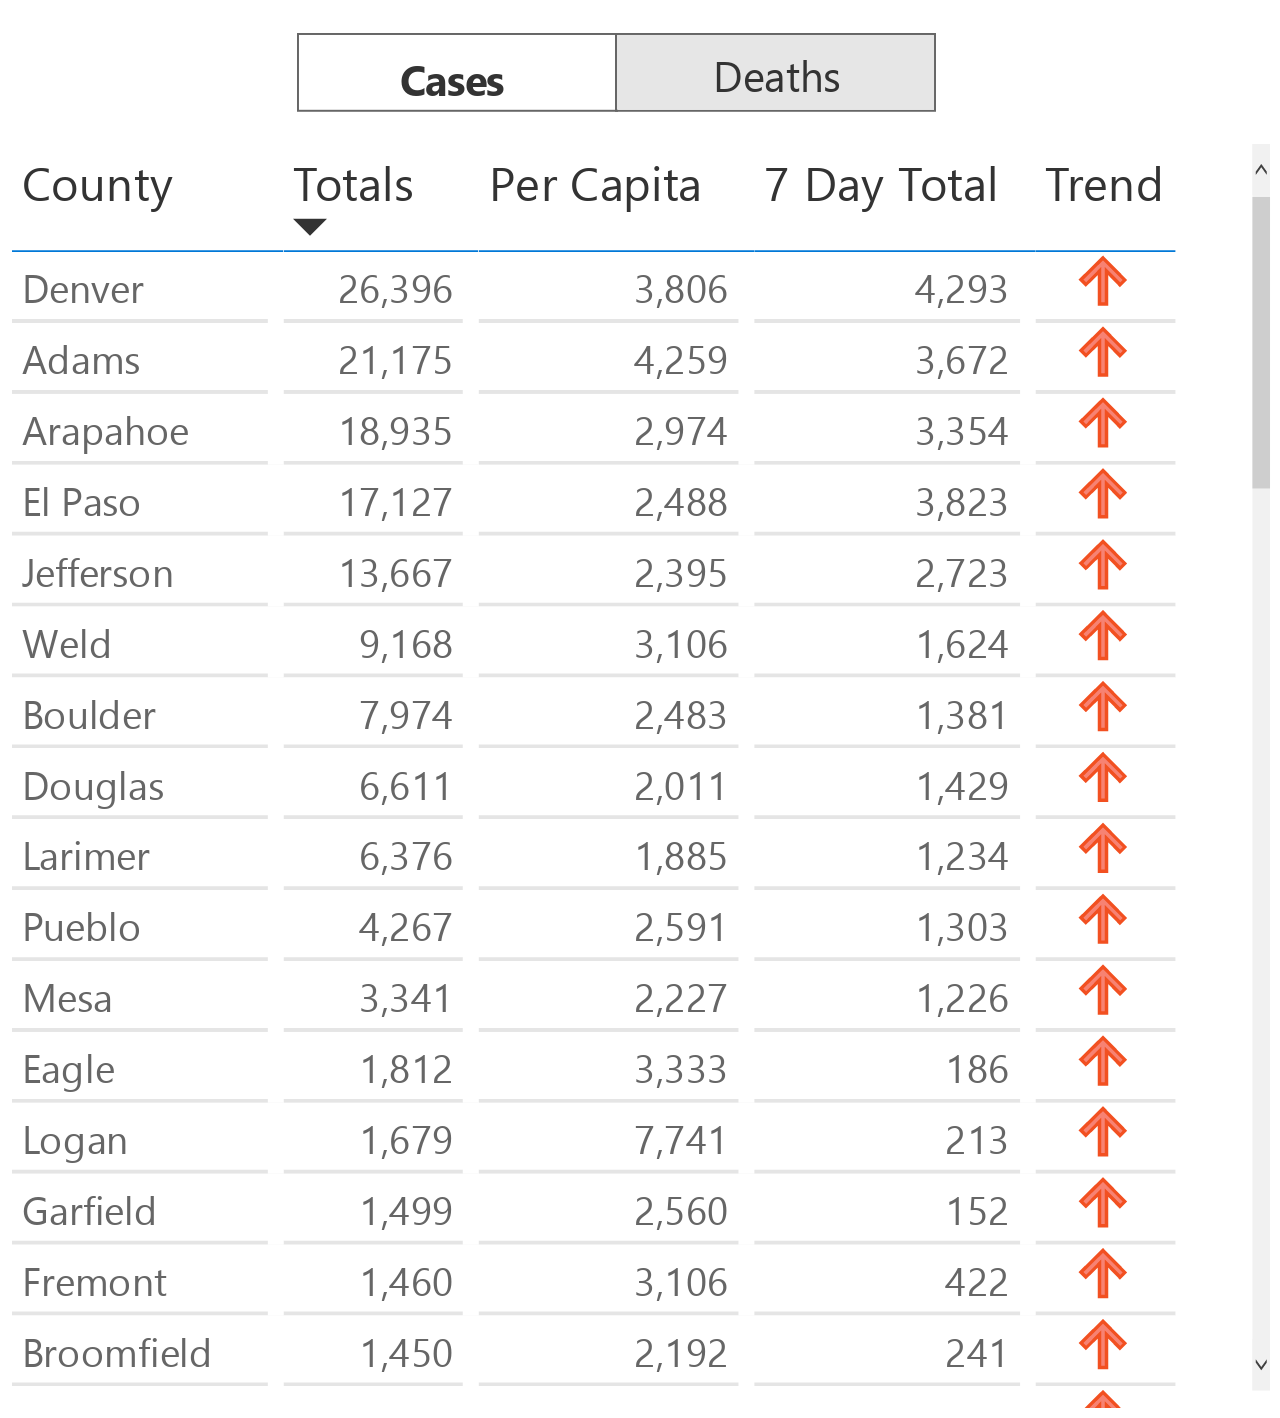 Cases Deaths
County Totals Per Capita 7 Day Total Trend
Denver 26,396 3,806 4,293
Adams 21,175 4,259 3,672
Arapahoe 18,935 2,974 3,354
El Paso 17,127 2,488 3,823
Jefferson 13,667 2,395 2,723
Weld 9,168 3,106 1,624
Boulder 7,974 2,483 1,381
Douglas 6,611 2,011 1,429
Larimer 6,376 1,885 1,234
Pueblo 4,267 2,591 1,303
Mesa 3,341 2,227 1,226
Eagle 1,812 3,333 186
Logan 1,679 7,741 213
Garfield 1,499 2,560 152
Fremont 1,460 3,106 422
Broomfield 1,450 2,192 241